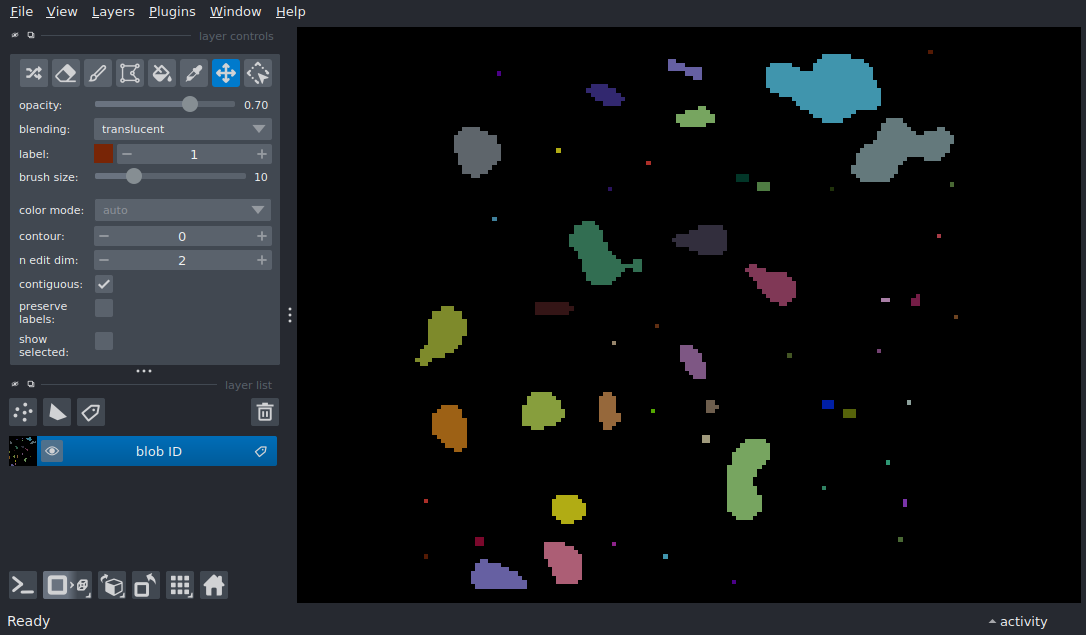 File View Layers Plugins Window Help
layer controls
opacity: 0.70
blending: translucent
label: 1
brush size: 10
color mode: auto
contour: 0
n edit dim: 2
contiguous:
preserve
labels:
show
selected:
layer list
blob ID
Ready activity